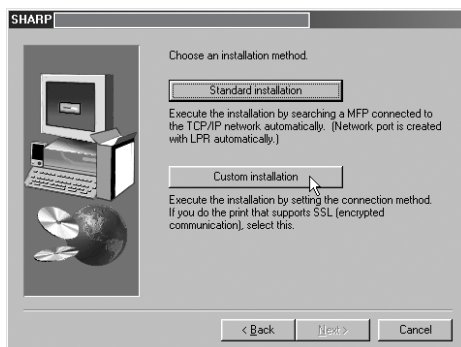 SHARP
Choose an installation method.
Standard installation
Execute the installation by searching a MFP connected to
the TCP/IP network automatically. (Network port is created
with LPR automatically.)
Custom installation
Execute the installation by setting the connection method.
If you do the print that supports SSL (encrypted
communication), select this.
< Back
Next >
Cancel